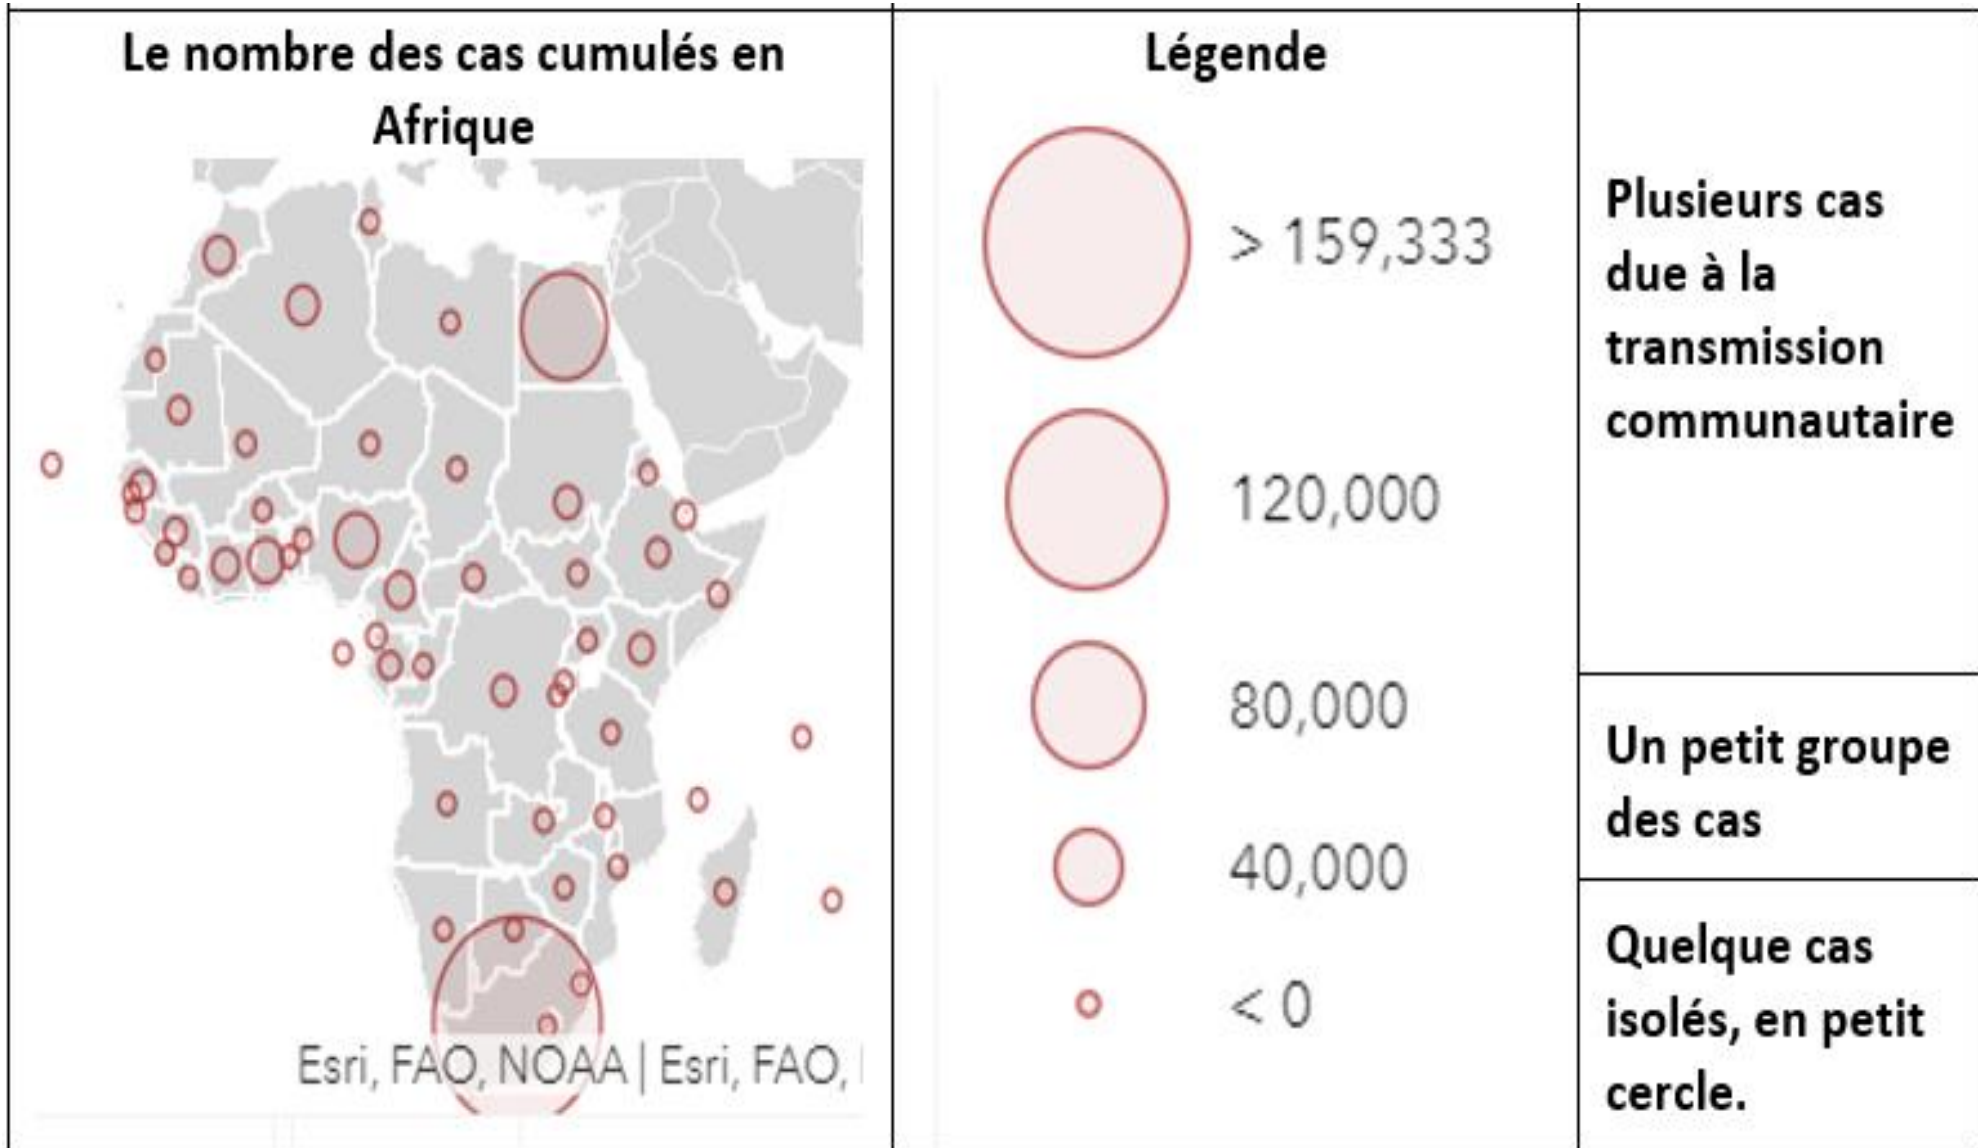 Le nombre des cas cumulés en
Afrique
Esri, FAO, NOAA | Esri, FAO,
Légende
> 159,333
120,000
80,000
40,000
< 0
Plusieurs cas
due à la
transmission
communautaire
Un petit groupe
des cas
Quelque cas
isolés, en petit
cercle.